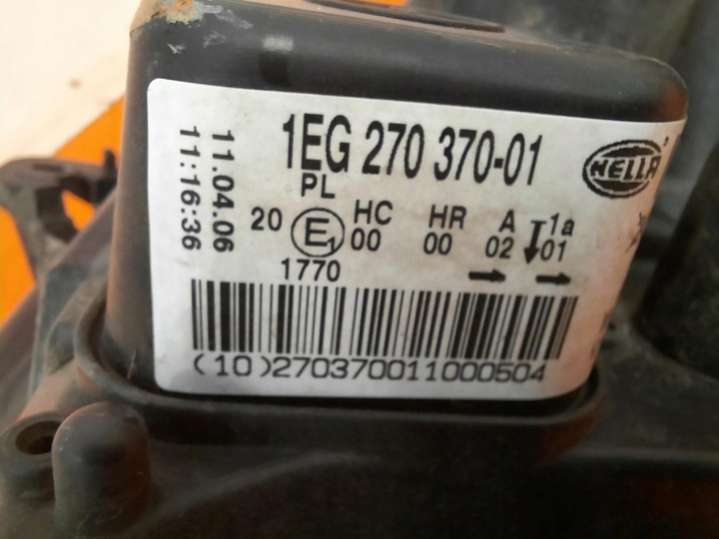 1EG 270 370-01
HELLA
11.04.06
11:16:36
PL
20 E1 HC HR A 1a
00 00 02 01
1770
(10)270370011000504